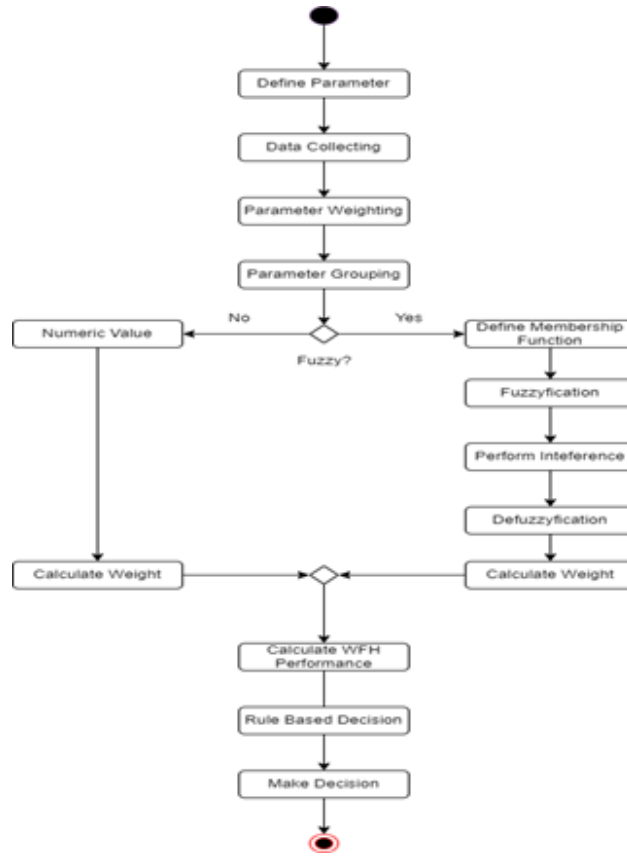 Define Parameter
Data Collecting
Parameter Weighting
Parameter Grouping
No
Yes
Numeric Value
Fuzzy?
Define Membership
Function
Fuzzyfication
Perform Inteference
Defuzzyfication
Calculate Weight
Calculate Weight
Calculate WFH
Performance
Rule Based Decision
Make Decision